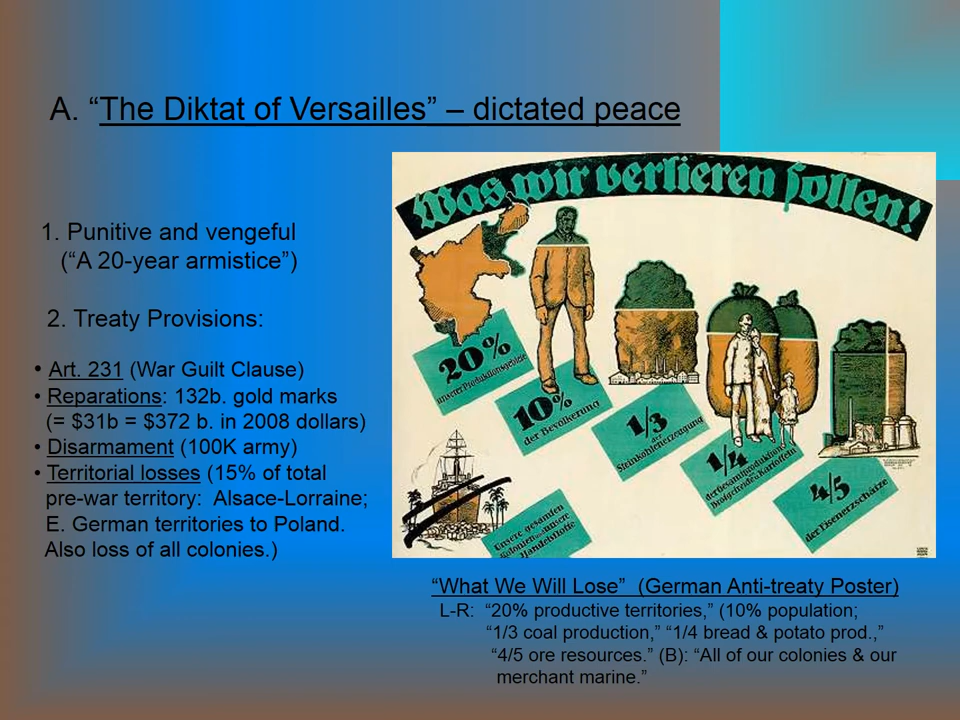 A. “The Diktat of Versailles” – dictated peace
1. Punitive and vengeful
(“A 20-year armistice”)
2. Treaty Provisions:
• Art. 231 (War Guilt Clause)
• Reparations: 132b. gold marks
(= $31b = $372 b. in 2008 dollars)
• Disarmament (100K army)
• Territorial losses (15% of total
pre-war territory: Alsace-Lorraine;
E. German territories to Poland.
Also loss of all colonies.)
Was wir verlieren sollen!
20%
unserer Produktionsgebiete
10%
der Bevölkerung
1/3
der
Steinkohlenerzeugung
1/4
der Gesamtproduktion an
Brotgetreide u. Kartoffeln
4/5
der Eisenerzschätze
Unsere gesamten
Kolonien und unsere
Handelsflotte
“What We Will Lose” (German Anti-treaty Poster)
L-R: “20% productive territories,” (10% population;
“1/3 coal production,” “1/4 bread & potato prod.,”
“4/5 ore resources.” (B): “All of our colonies & our
merchant marine.”